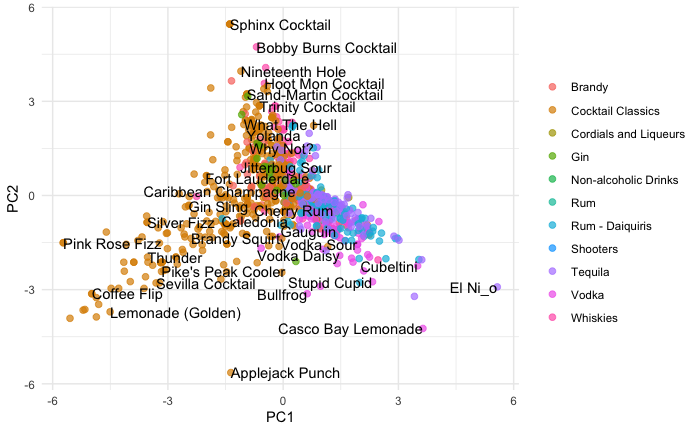 6
3
0
-3
-6
PC2
-6
-3
0
3
6
PC1
Sphinx Cocktail
Bobby Burns Cocktail
Nineteenth Hole
Hoot Mon Cocktail
Sand-Martin Cocktail
Trinity Cocktail
What The Hell
Yolanda
Why Not?
Jitterbug Sour
Fort Lauderdale
Caribbean Champagne
Gin Sling
Cherry Rum
Silver Fizz
Caledonia
Gauguin
Pink Rose Fizz
Brandy Squirt
Vodka Sour
Thunder
Vodka Daisy
Pike's Peak Cooler
Cubeltini
Sevilla Cocktail
Stupid Cupid
El Ni_o
Coffee Flip
Bullfrog
Lemonade (Golden)
Casco Bay Lemonade
Applejack Punch
Brandy
Cocktail Classics
Cordials and Liqueurs
Gin
Non-alcoholic Drinks
Rum
Rum - Daiquiris
Shooters
Tequila
Vodka
Whiskies